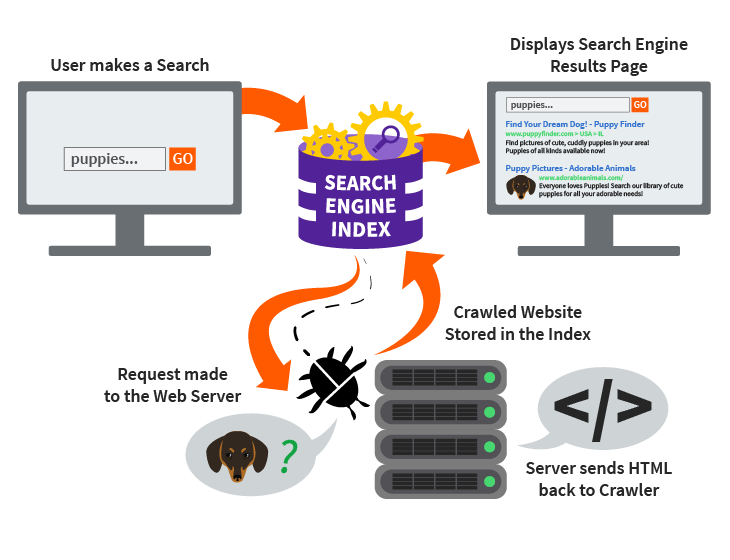 User makes a Search
puppies...
GO
SEARCH
ENGINE
INDEX
Displays Search Engine
Results Page
puppies...
GO
Find Your Dream Dog! - Puppy Finder
www.puppyfinder.com > USA > IL
Find pictures of cute, cuddly puppies in your area!
Puppies of all kinds available now!
Puppy Pictures - Adorable Animals
www.adorableanimals.com/
Everyone loves Puppies! Search our library of cute
puppies for all your adorable needs!
Crawled Website
Stored in the Index
Request made
to the Web Server
?
</>
Server sends HTML
back to Crawler